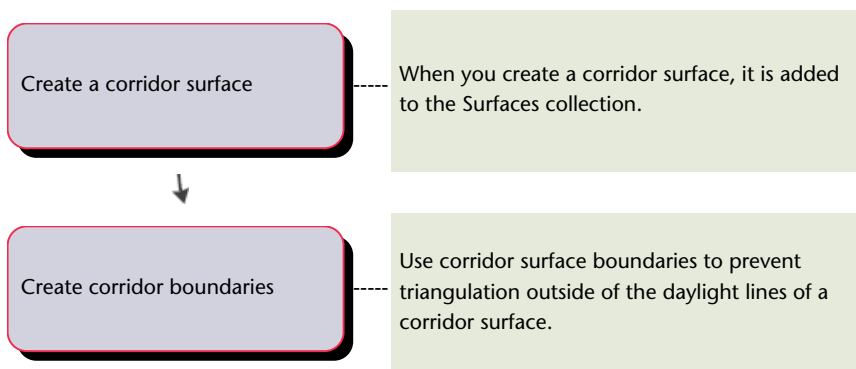 Create a corridor surface
When you create a corridor surface, it is added
to the Surfaces collection.
Create corridor boundaries
Use corridor surface boundaries to prevent
triangulation outside of the daylight lines of a
corridor surface.